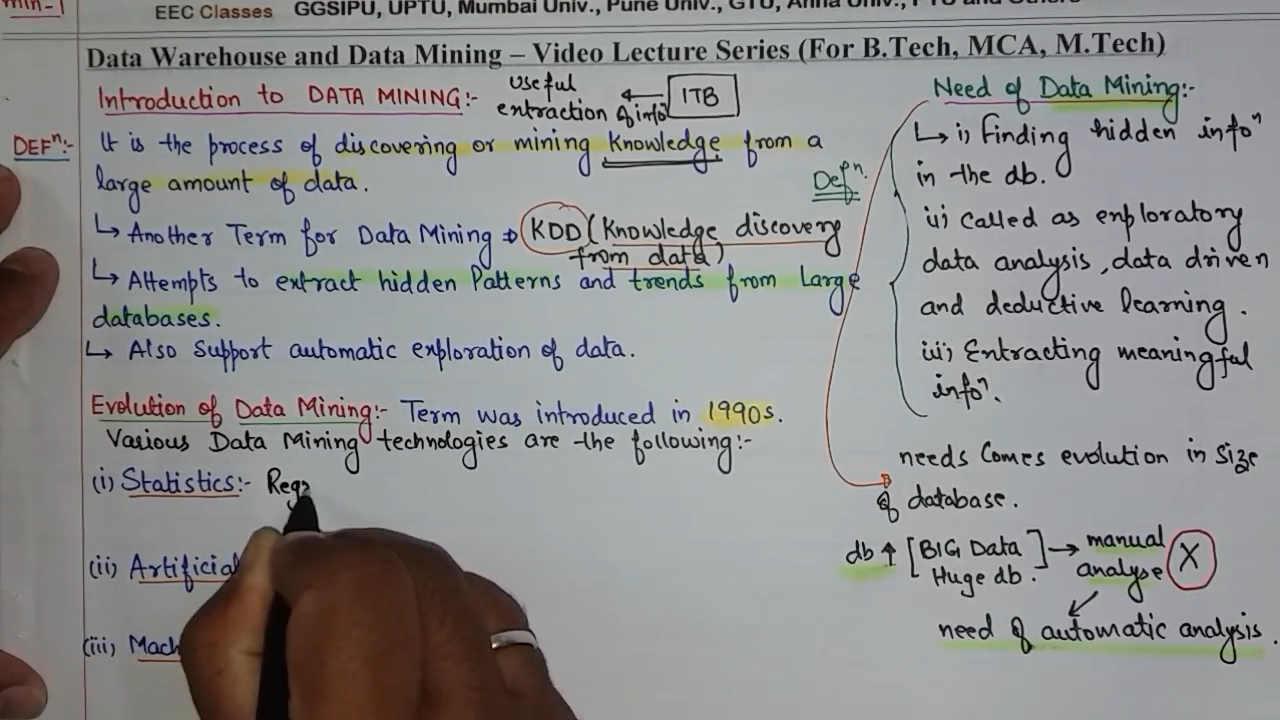 EEC Classes GGSIPU, UPTU, Mumbai Univ., Pune Univ., GTU, Anna Univ., PTU and Others
Data Warehouse and Data Mining – Video Lecture Series (For B.Tech, MCA, M.Tech)
Introduction to DATA MINING:- Useful extraction of info ← 1TB
DEFn:- It is the process of discovering or mining Knowledge from a
large amount of data.
Defn.
↳ Another Term for Data Mining ⇒ KDD (Knowledge discovery
from data)
↳ Attempts to extract hidden Patterns and trends from Large
databases.
↳ Also Support automatic exploration of data.
Evolution of Data Mining:- Term was introduced in 1990s.
Various Data Mining technologies are the following:-
(i) Statistics:- Reg
(ii) Artificial
(iii) Mach
Need of Data Mining:-
↳ i) Finding hidden infon
in the db.
ii) Called as exploratory
data analysis, data driven
and deductive learning.
iii) Extracting meaningful
infon.
needs Comes evolution in Size
of database.
db ↑ [BIG Data
Huge db.] → manual
analyse X
need of automatic analysis.